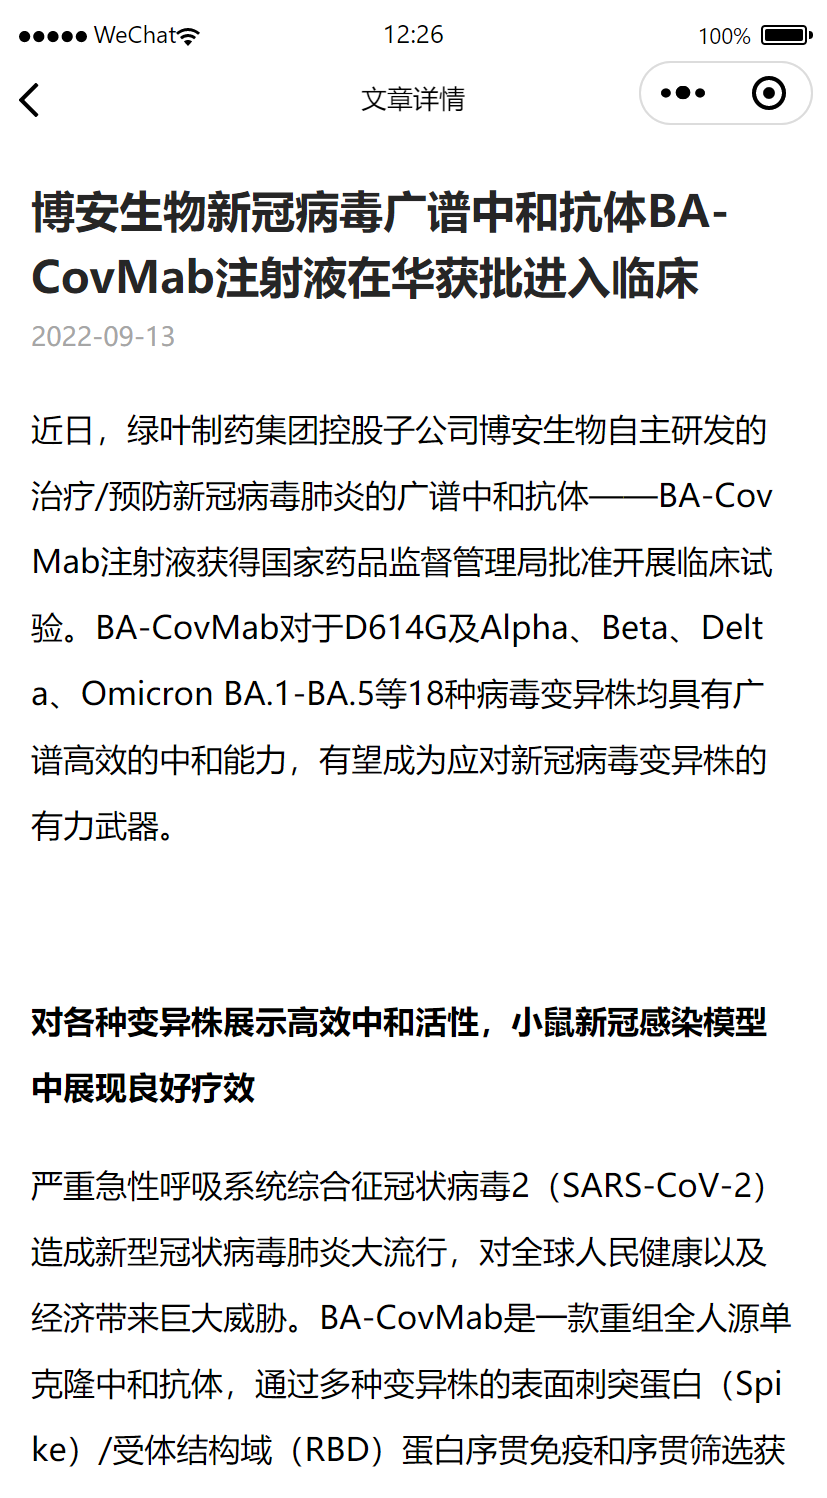 WeChat 12:26 100%
文章详情
博安生物新冠病毒广谱中和抗体BA-
CovMab注射液在华获批进入临床
2022-09-13
近日，绿叶制药集团控股子公司博安生物自主研发的
治疗/预防新冠病毒肺炎的广谱中和抗体——BA-Cov
Mab注射液获得国家药品监督管理局批准开展临床试
验。BA-CovMab对于D614G及Alpha、Beta、Delt
a、Omicron BA.1-BA.5等18种病毒变异株均具有广
谱高效的中和能力，有望成为应对新冠病毒变异株的
有力武器。
对各种变异株展示高效中和活性，小鼠新冠感染模型
中展现良好疗效
严重急性呼吸系统综合征冠状病毒2（SARS-CoV-2）
造成新型冠状病毒肺炎大流行，对全球人民健康以及
经济带来巨大威胁。BA-CovMab是一款重组全人源单
克隆中和抗体，通过多种变异株的表面刺突蛋白（Spi
ke）/受体结构域（RBD）蛋白序贯免疫和序贯筛选获